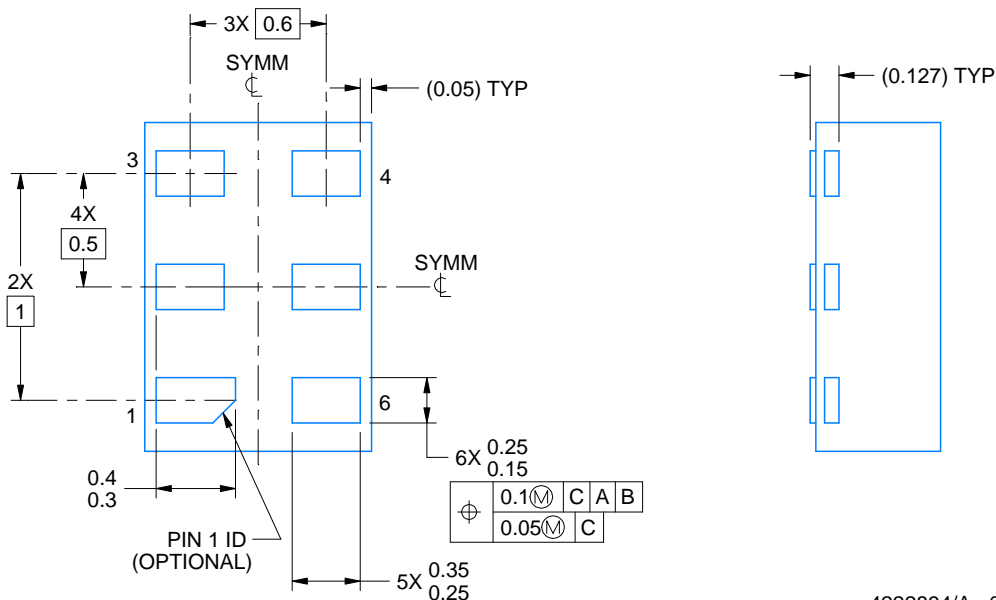 3X 0.6
SYMM
(0.05) TYP
(0.127) TYP
3
4
4X
0.5
SYMM
2X
1
1
6
6X 0.25
0.15
0.4
0.3
0.1Ⓜ C A B
0.05Ⓜ C
PIN 1 ID
(OPTIONAL)
5X 0.35
0.25